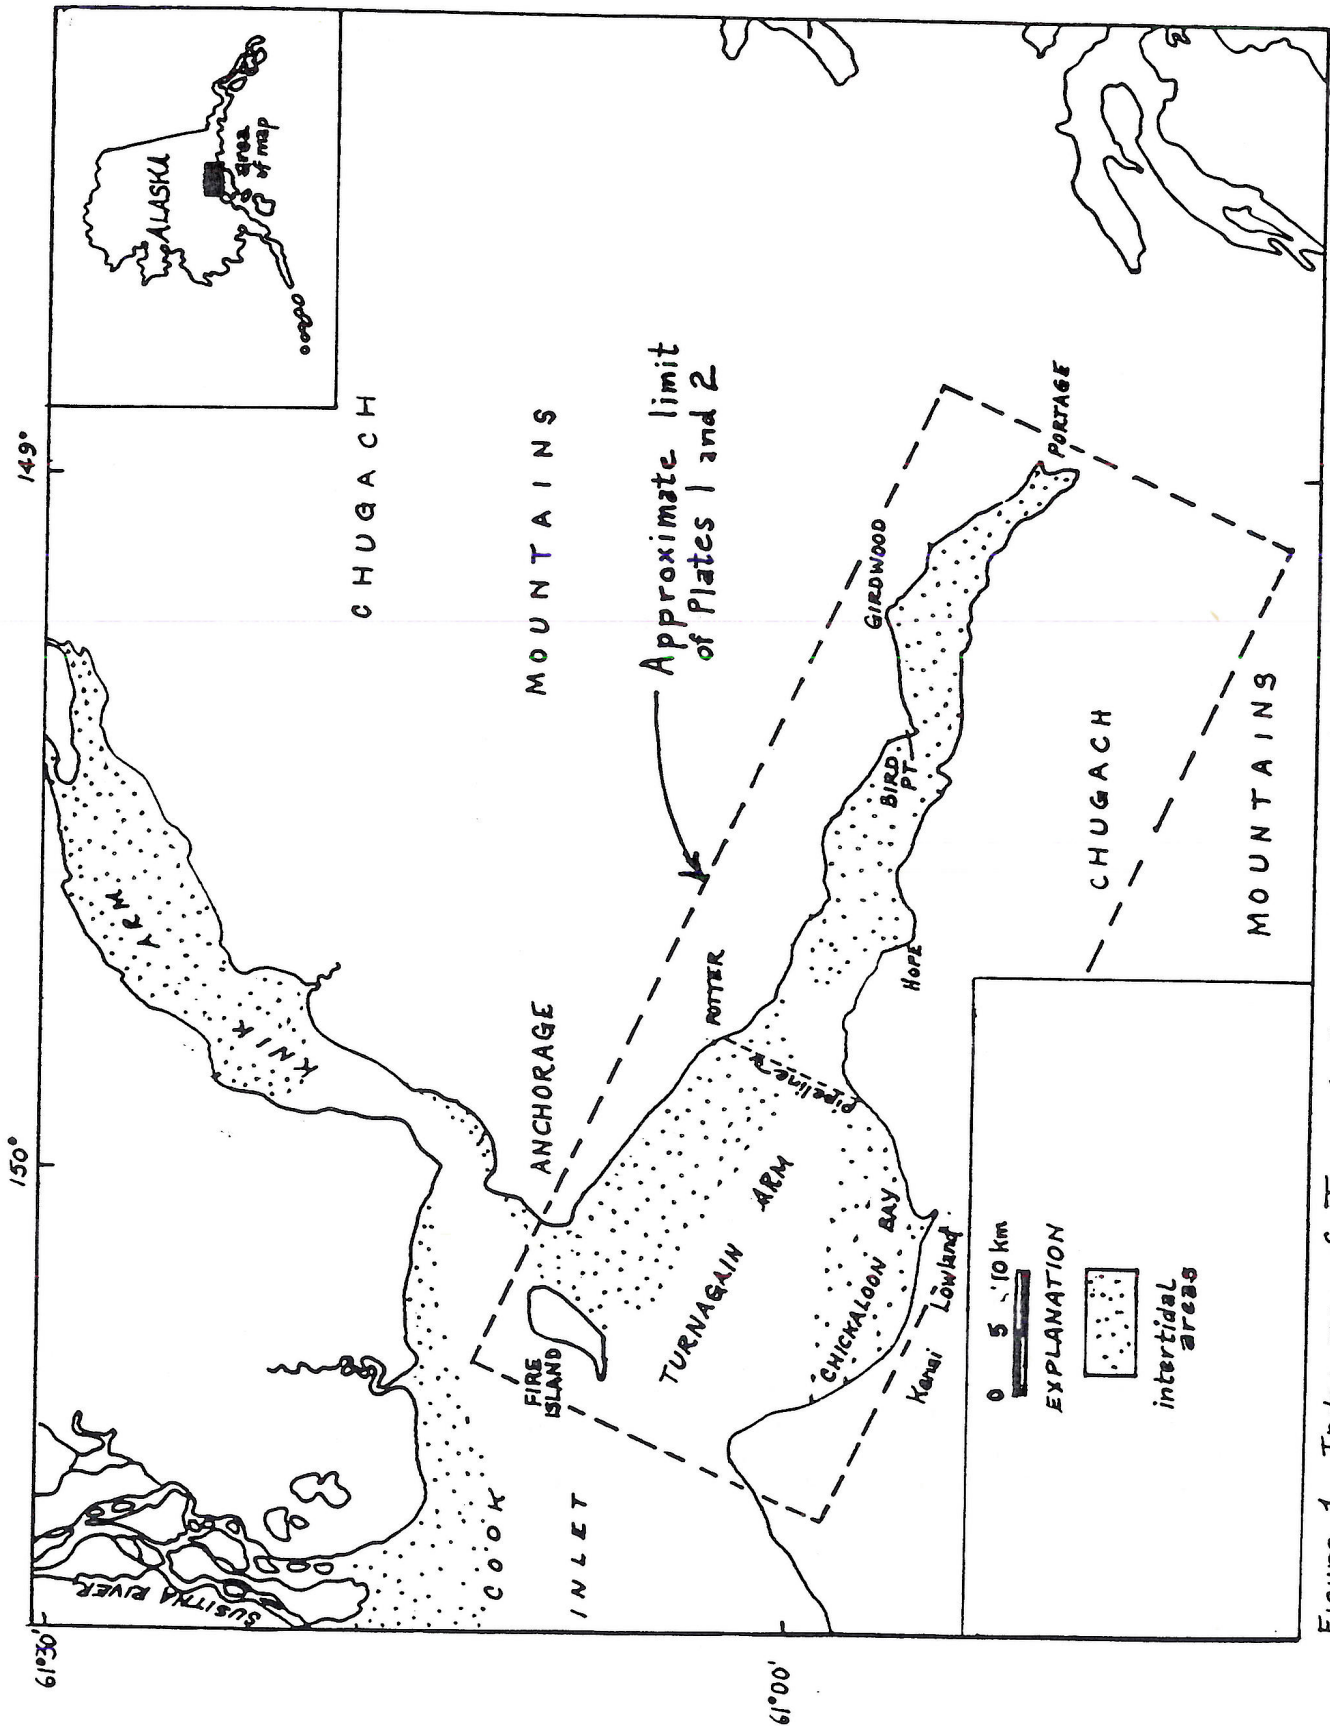 149°
150°
61°30'
61°00'
ALASKA
area
of map
CHUGACH
MOUNTAINS
Approximate limit
of Plates 1 and 2
KNIK
ARM
SUSITNA RIVER
COOK
INLET
ANCHORAGE
FIRE
ISLAND
POTTER
Pipeline
TURNAGAIN
ARM
CHICKALOON
BAY
Kenai Lowland
HOPE
BIRD
PT
GIRDWOOD
PORTAGE
CHUGACH
MOUNTAINS
0 5 10 km
EXPLANATION
intertidal
areas
Figure 1